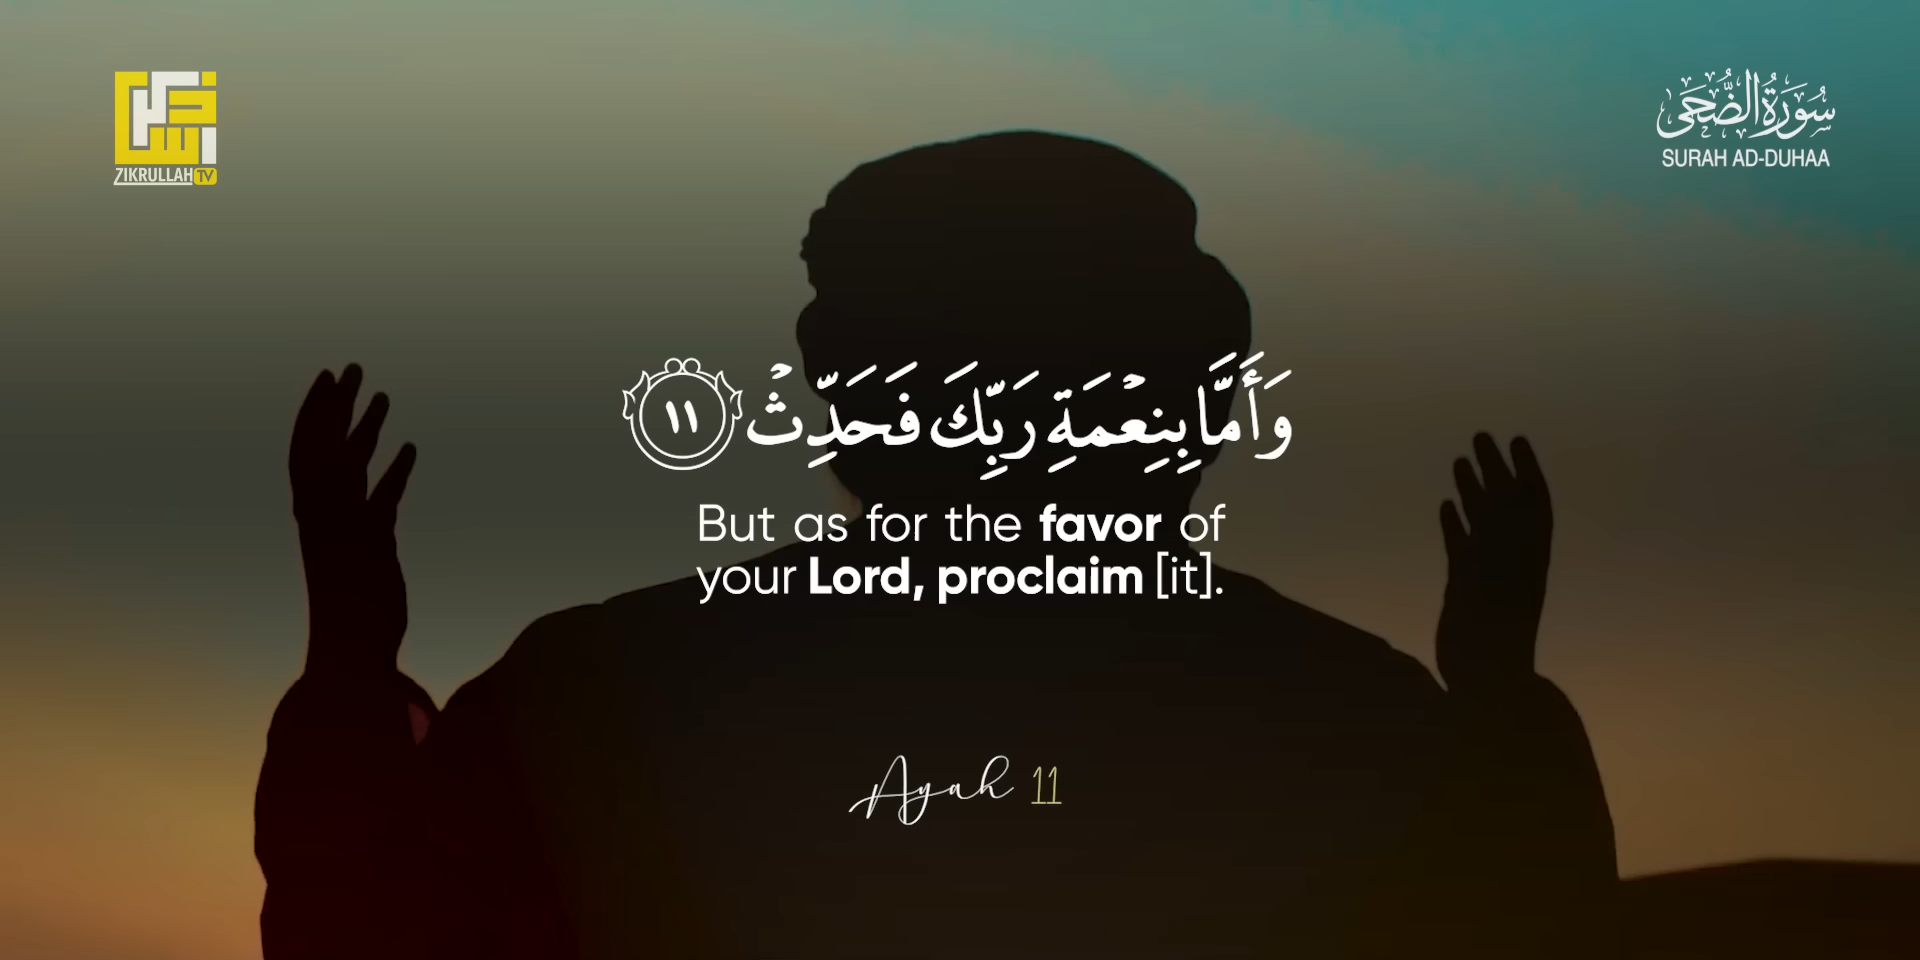 ZIKRULLAH TV
سُورَةُ الضُّحَى
SURAH AD-DUHAA
وَأَمَّا بِنِعۡمَةِ رَبِّكَ فَحَدِّثۡ ١١
But as for the favor of
your Lord, proclaim [it].
Ayah 11